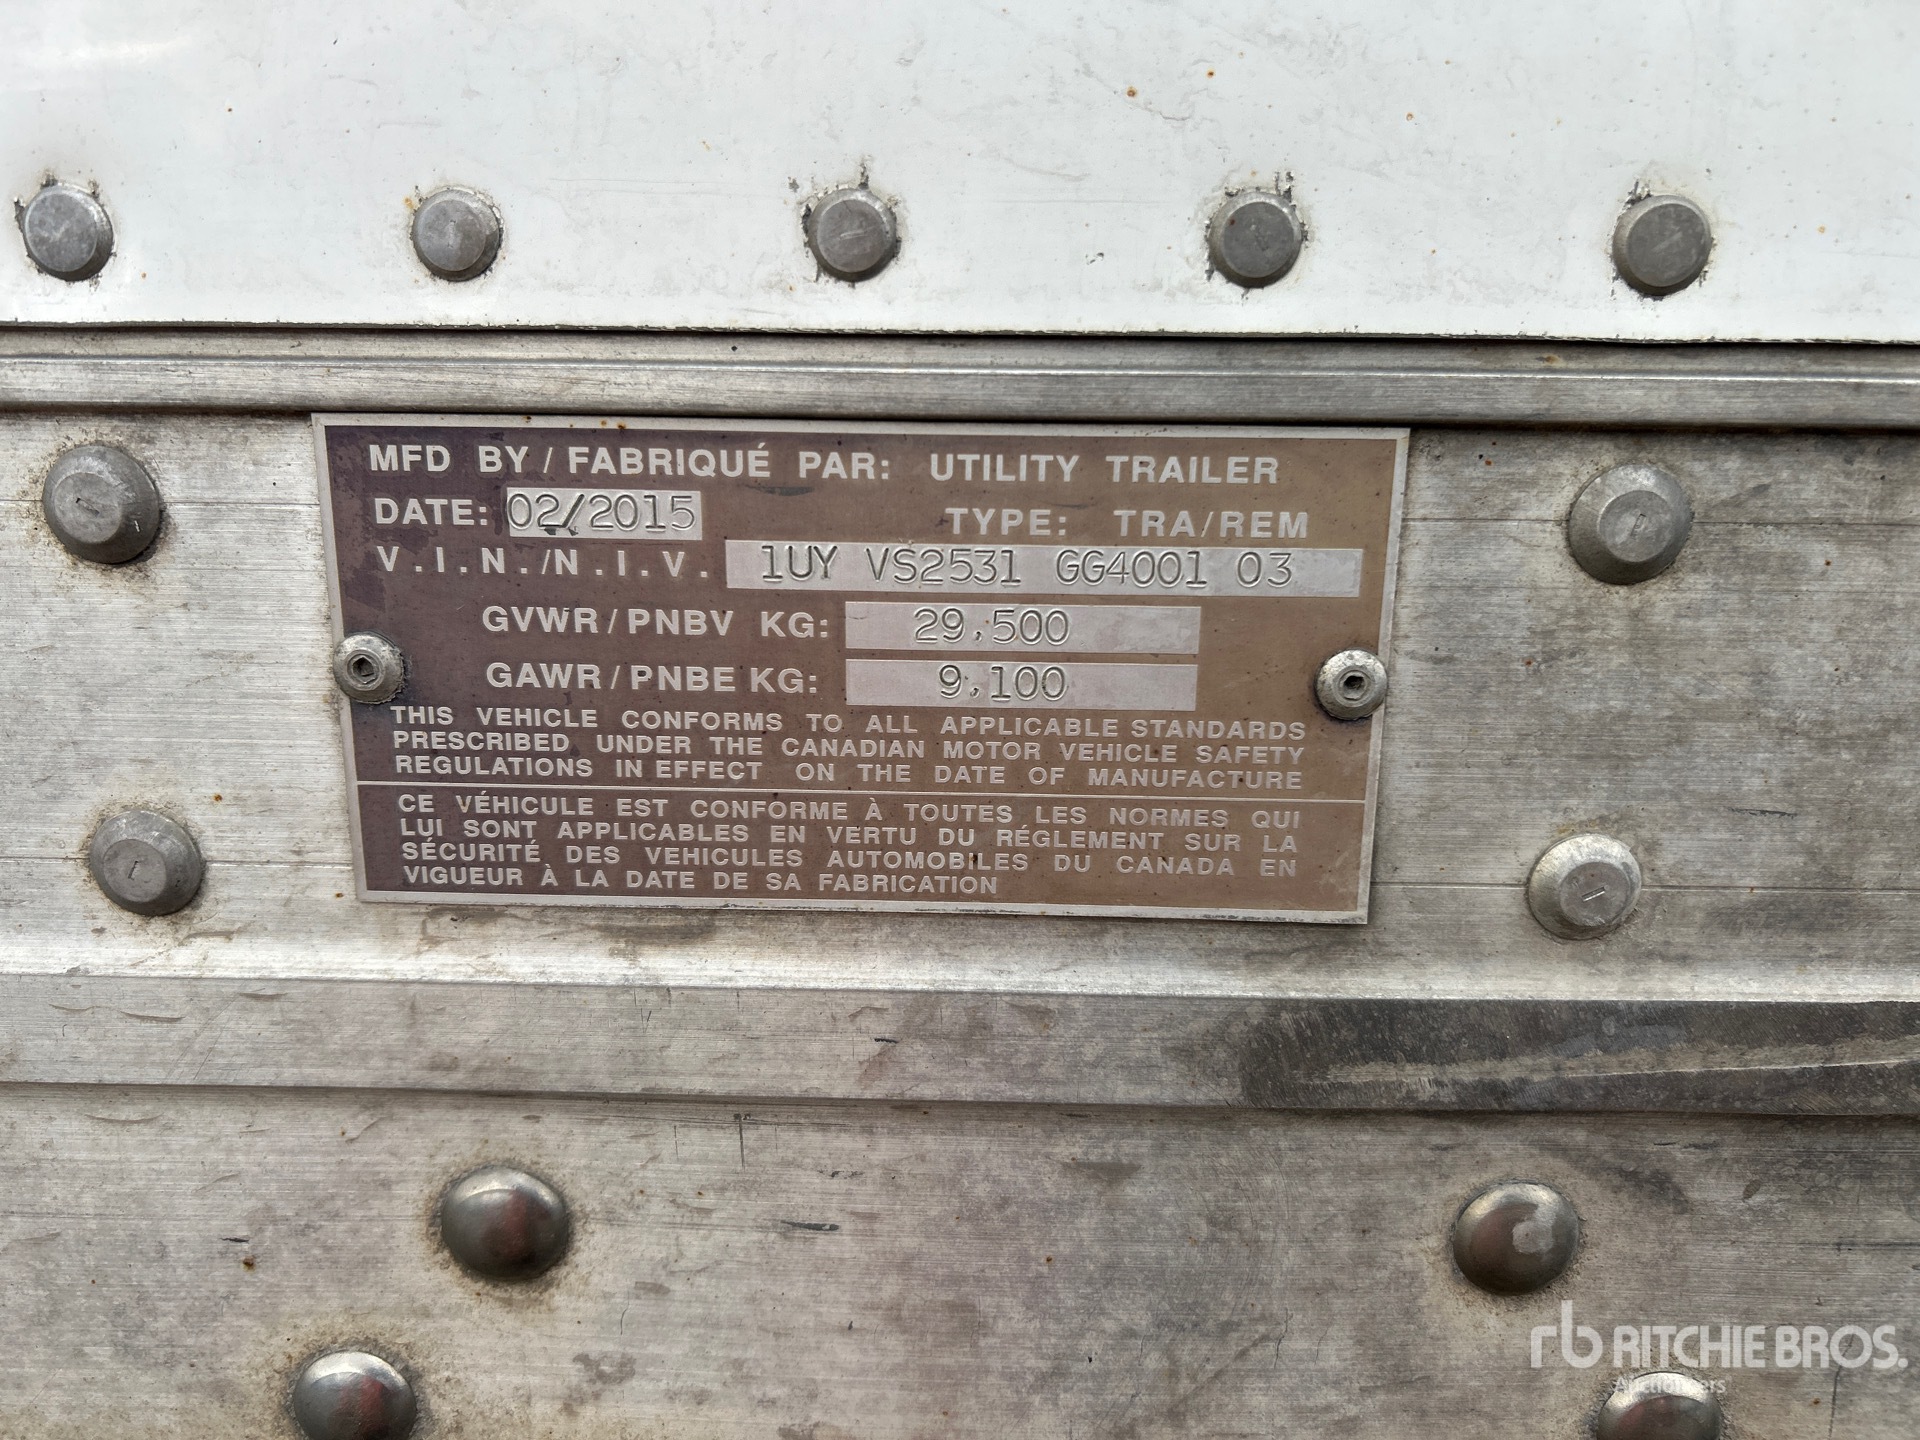 MFD BY / FABRIQUÉ PAR: UTILITY TRAILER
DATE: 02/2015 TYPE: TRA/REM
V.I.N./N.I.V. 1UY VS2531 GG4001 03
GVWR / PNBV KG: 29,500
GAWR / PNBE KG: 9,100
THIS VEHICLE CONFORMS TO ALL APPLICABLE STANDARDS
PRESCRIBED UNDER THE CANADIAN MOTOR VEHICLE SAFETY
REGULATIONS IN EFFECT ON THE DATE OF MANUFACTURE
CE VÉHICULE EST CONFORME À TOUTES LES NORMES QUI
LUI SONT APPLICABLES EN VERTU DU RÉGLEMENT SUR LA
SÉCURITÉ DES VEHICULES AUTOMOBILES DU CANADA EN
VIGUEUR À LA DATE DE SA FABRICATION
rb RITCHIE BROS.
Auctioneers